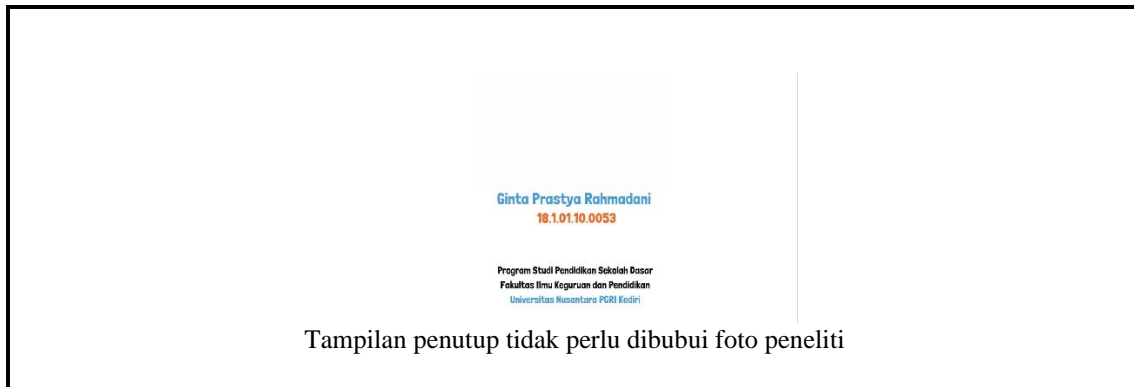 Ginta Prastya Rahmadani
18.1.01.10.0053
Program Studi Pendidikan Sekolah Dasar
Fakultas Ilmu Keguruan dan Pendidikan
Universitas Nusantara PGRI Kediri
Tampilan penutup tidak perlu dibubui foto peneliti